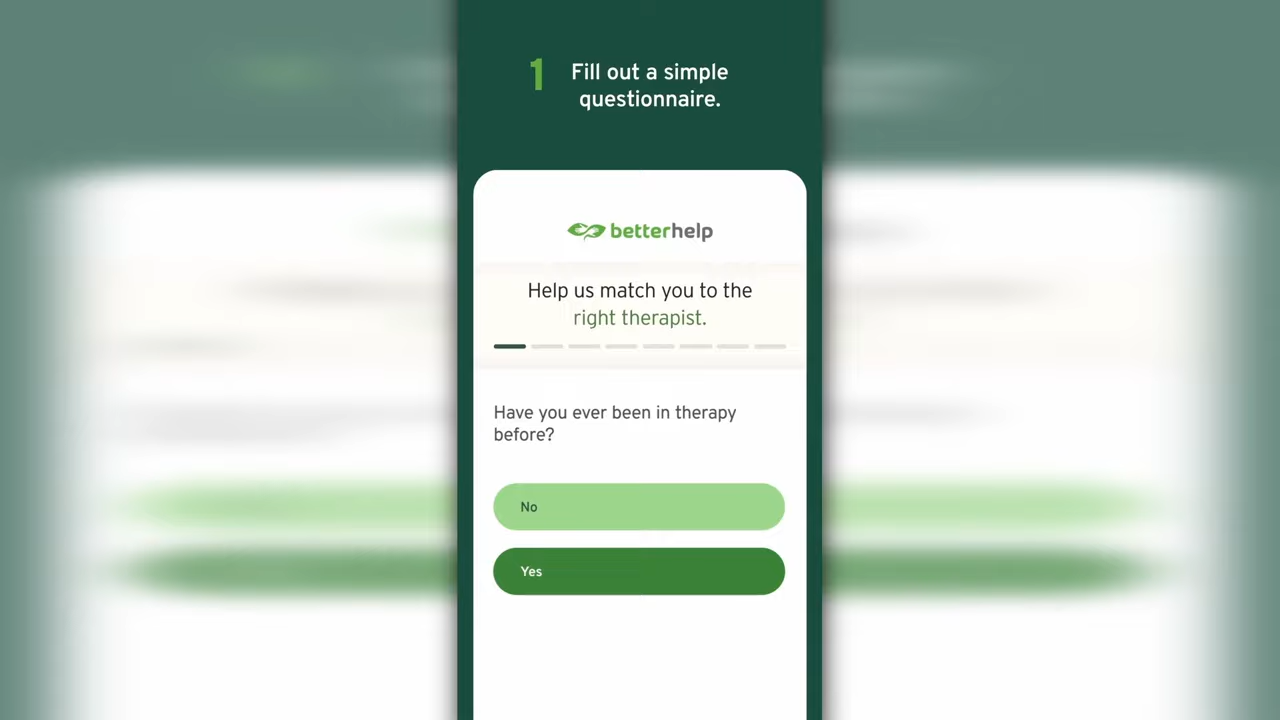 1
Fill out a simple
questionnaire.
betterhelp
Help us match you to the
right therapist.
Have you ever been in therapy
before?
No
Yes